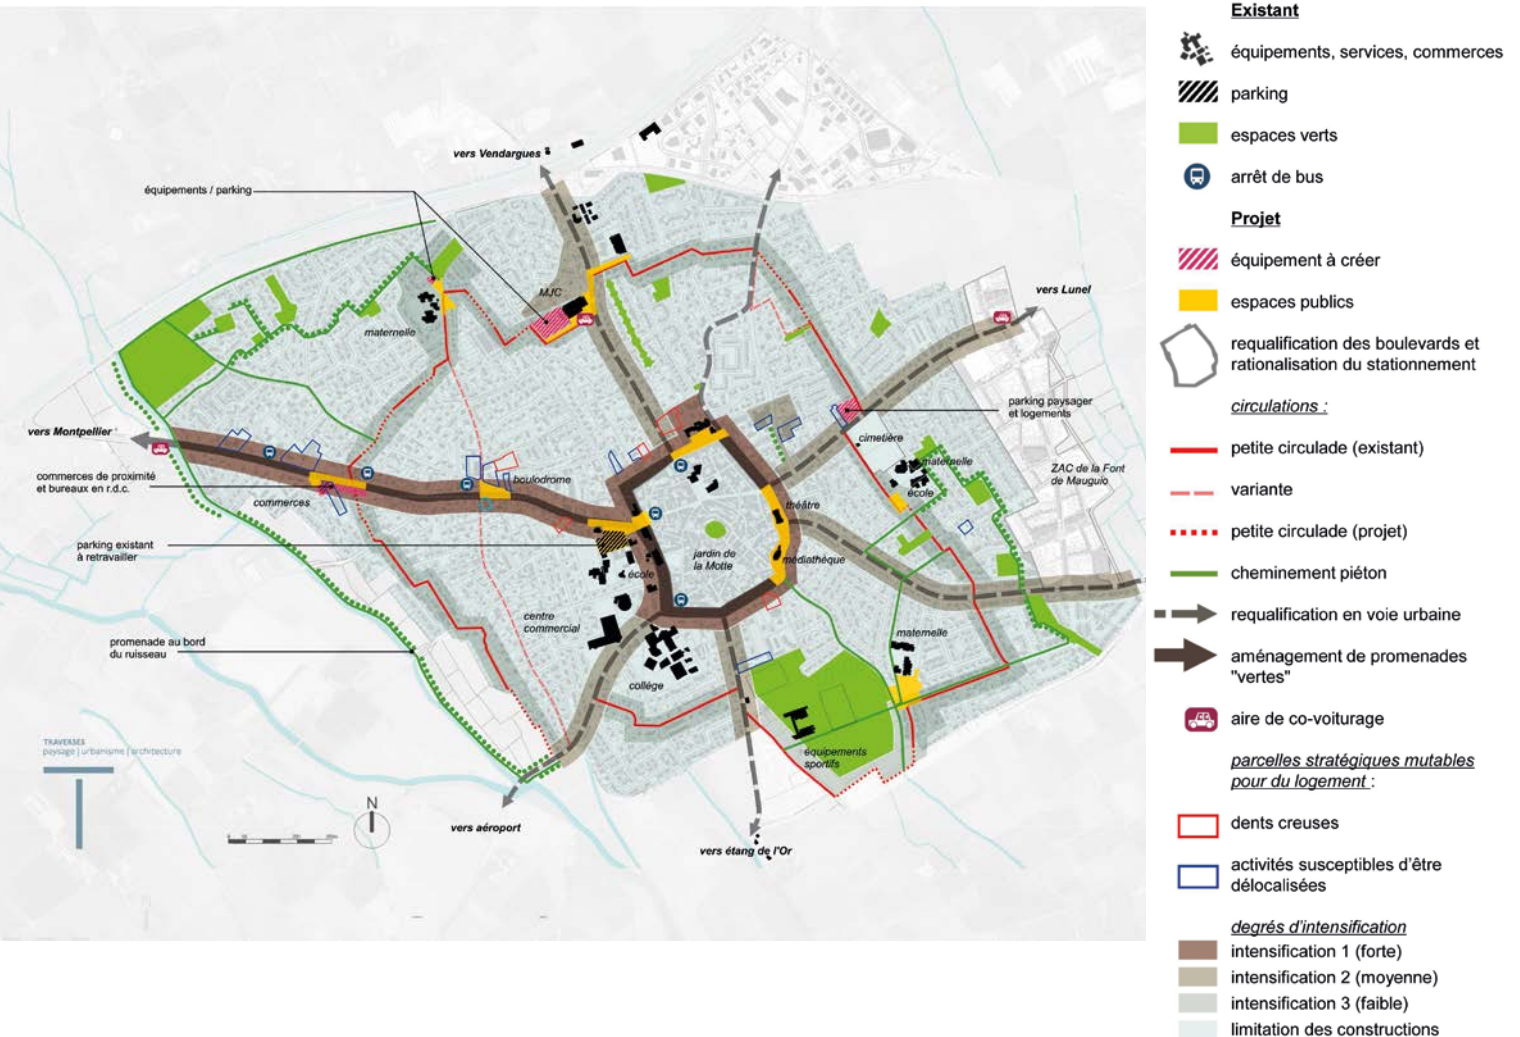 vers Vendargues
équipements / parking
MJC
maternelle
vers Lunel
parking paysager
et logements
vers Montpellier
cimetière
maternelle
ZAC de la Font
de Mauguio
commerces de proximité
et bureaux en r.d.c.
boulodrome
école
commerces
théâtre
parking existant
à retravailler
jardin de
la Motte
médiathèque
école
centre
commercial
promenade au bord
du ruisseau
maternelle
collège
équipements
sportifs
TRAVERSES
paysage | urbanisme | architecture
N
vers aéroport
vers étang de l'Or
Existant
équipements, services, commerces
parking
espaces verts
arrêt de bus
Projet
équipement à créer
espaces publics
requalification des boulevards et
rationalisation du stationnement
circulations :
petite circulade (existant)
variante
petite circulade (projet)
cheminement piéton
requalification en voie urbaine
aménagement de promenades
"vertes"
aire de co-voiturage
parcelles stratégiques mutables
pour du logement :
dents creuses
activités susceptibles d'être
délocalisées
degrés d'intensification
intensification 1 (forte)
intensification 2 (moyenne)
intensification 3 (faible)
limitation des constructions